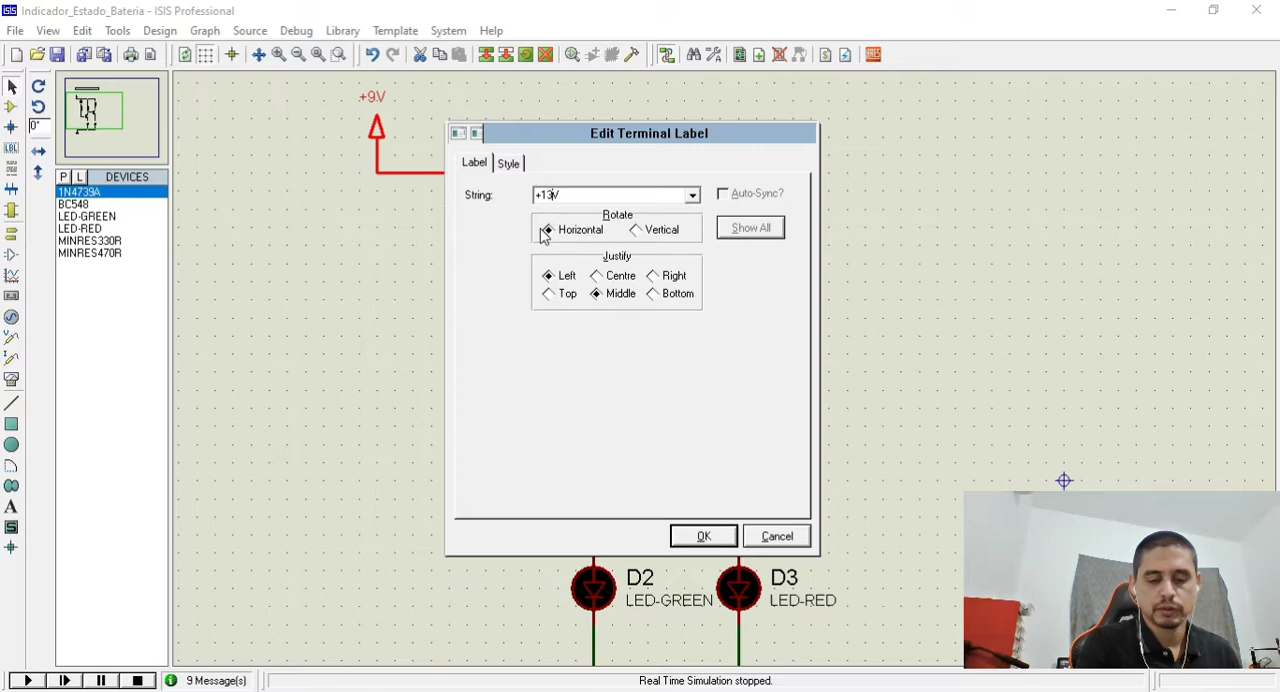 Indicador_Estado_Bateria - ISIS Professional
File View Edit Tools Design Graph Source Debug Library Template System Help
0°
LBL
P L DEVICES
1N4739A
BC548
LED-GREEN
LED-RED
MINRES330R
MINRES470R
A
S
+9V
Edit Terminal Label
Label Style
String: +13V Auto-Sync?
Rotate
Horizontal Vertical Show All
Justify
Left Centre Right
Top Middle Bottom
OK Cancel
D2 D3
LED-GREEN LED-RED
9 Message(s) Real Time Simulation stopped.